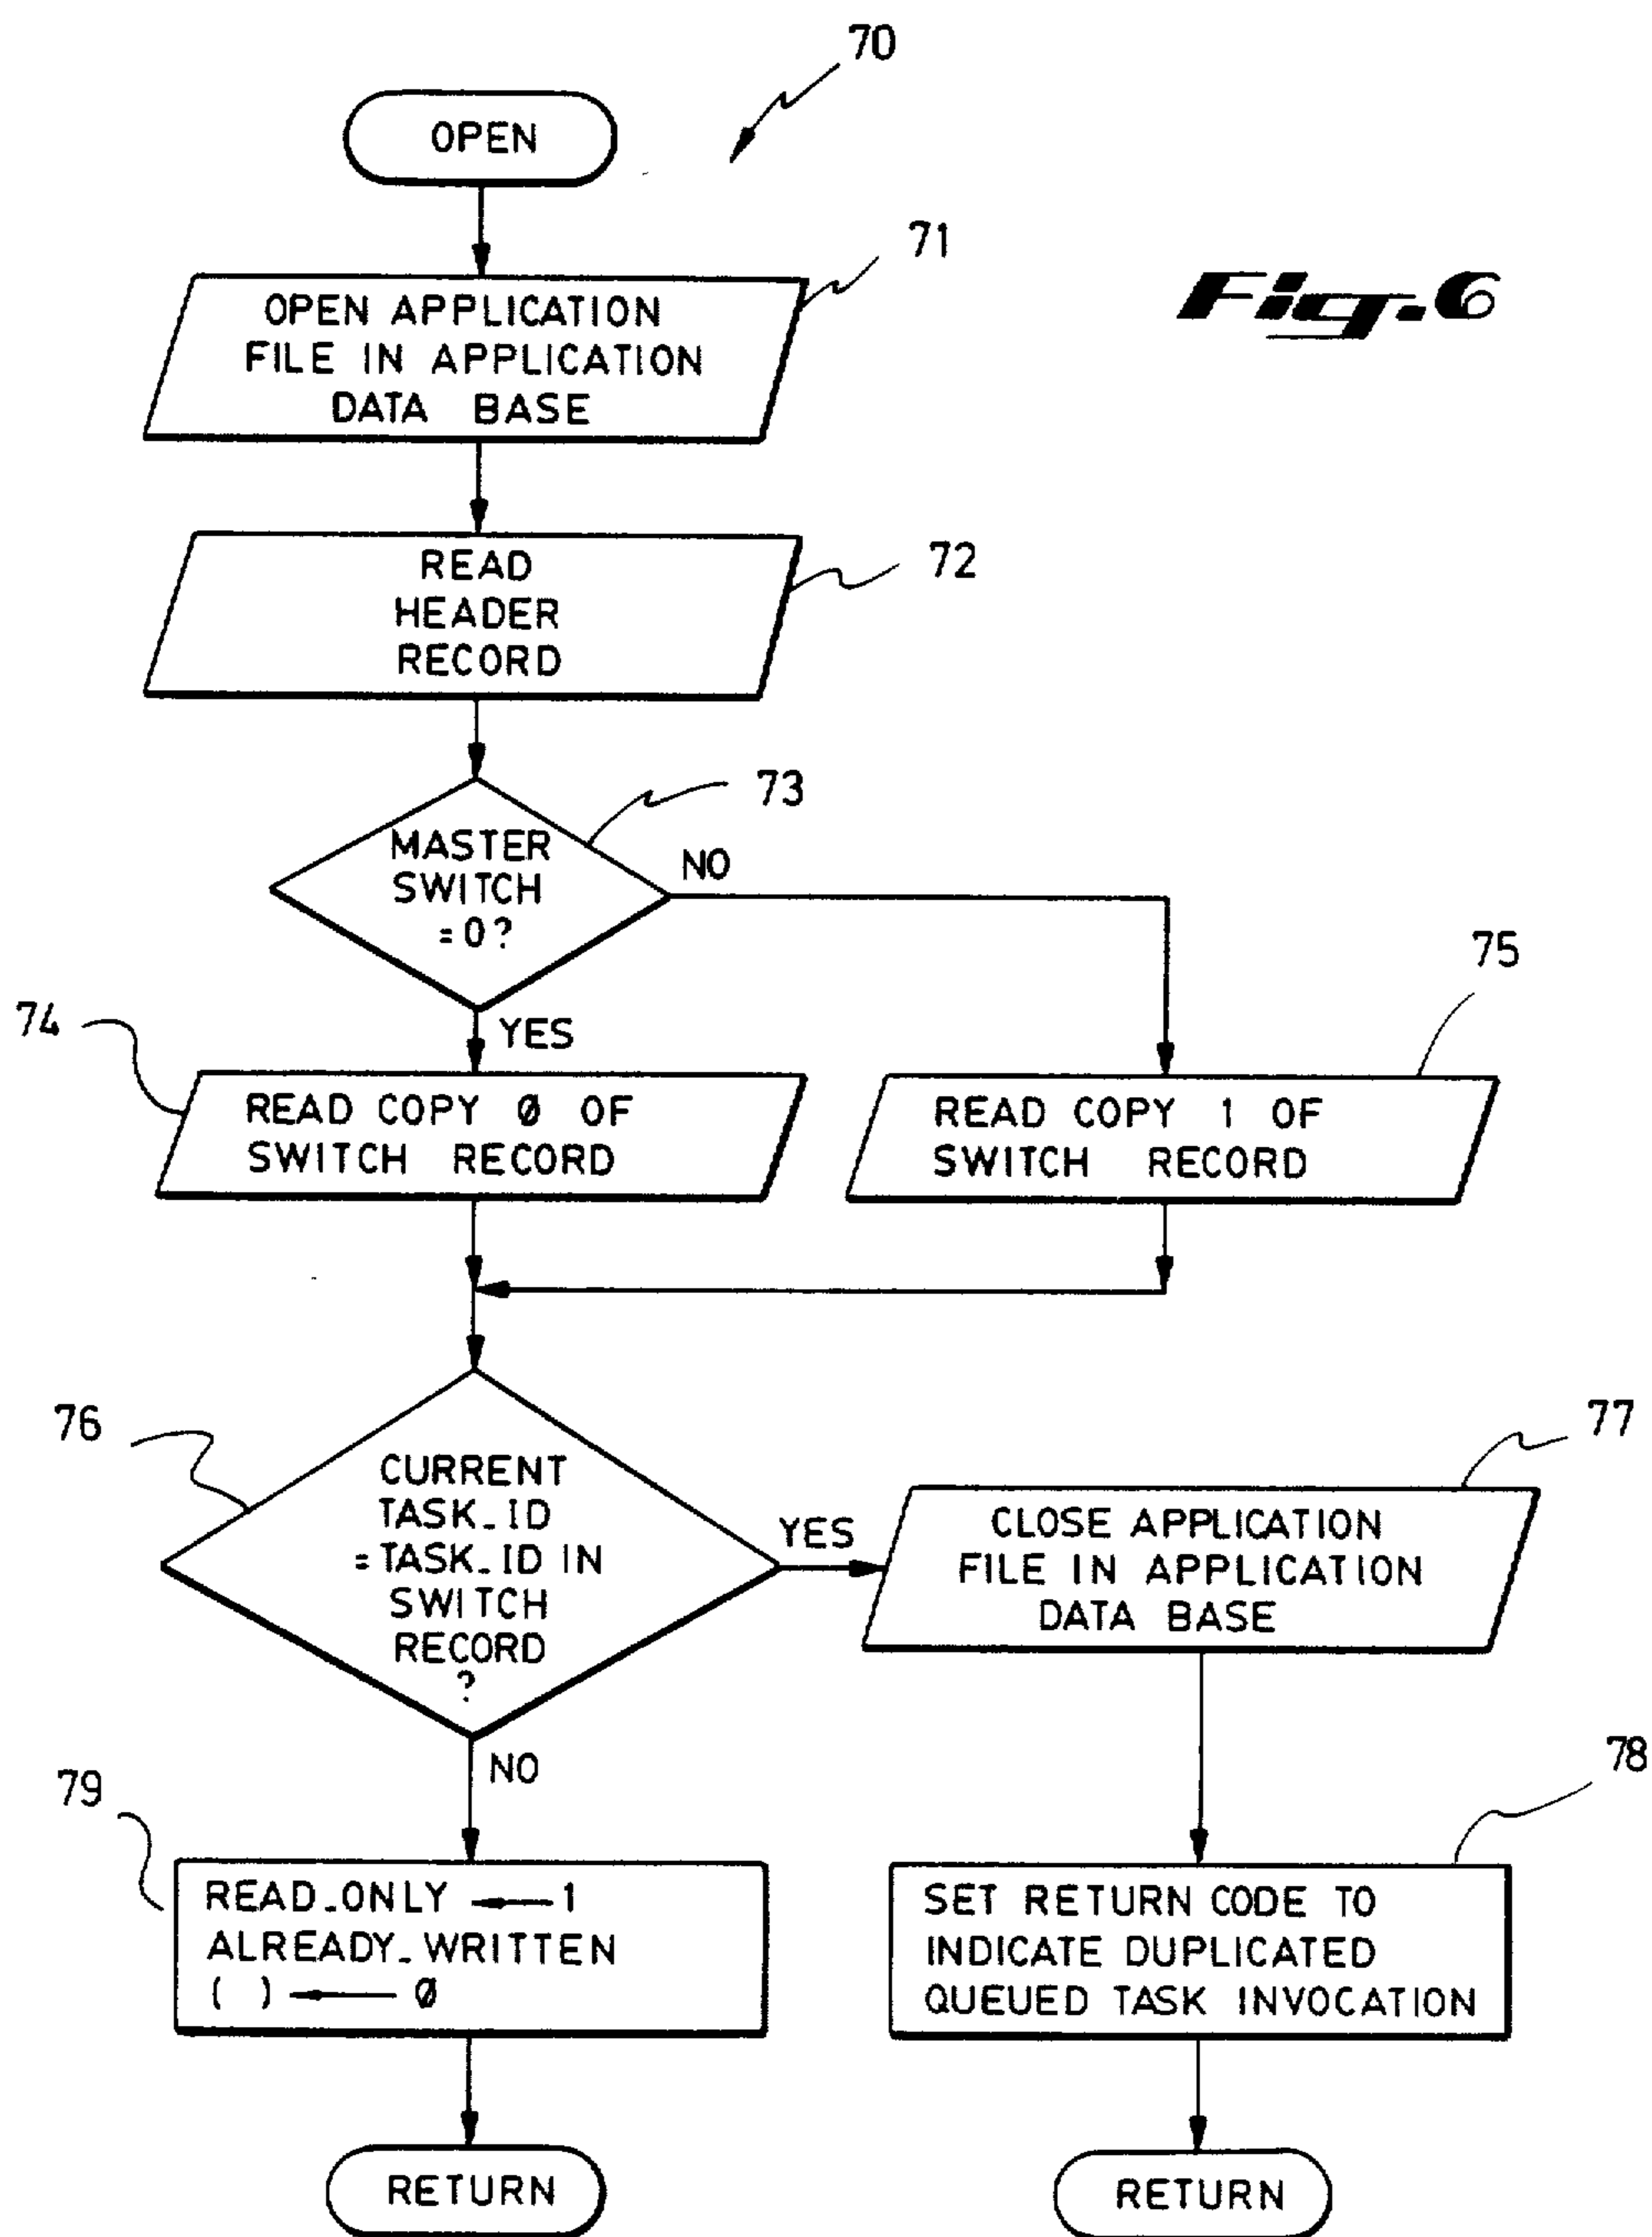 70
OPEN
71
OPEN APPLICATION
FILE IN APPLICATION
DATA BASE
Fig. 6
72
READ
HEADER
RECORD
73
MASTER
SWITCH
=0?
NO
YES
74
READ COPY Ø OF
SWITCH RECORD
75
READ COPY 1 OF
SWITCH RECORD
76
CURRENT
TASK_ID
=TASK_ID IN
SWITCH
RECORD
?
YES
NO
77
CLOSE APPLICATION
FILE IN APPLICATION
DATA BASE
79
READ_ONLY ← 1
ALREADY_WRITTEN
( ) ← Ø
78
SET RETURN CODE TO
INDICATE DUPLICATED
QUEUED TASK INVOCATION
RETURN
RETURN